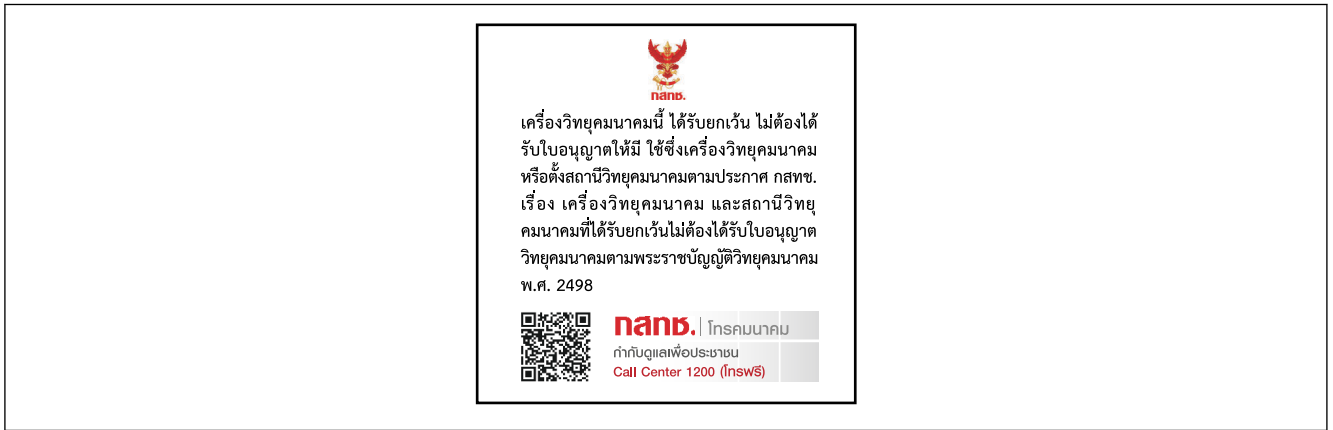 กสทช.
เครื่องวิทยุคมนาคมนี้ ได้รับยกเว้น ไม่ต้องได้
รับใบอนุญาตให้มี ใช้ซึ่งเครื่องวิทยุคมนาคม
หรือตั้งสถานีวิทยุคมนาคมตามประกาศ กสทช.
เรื่อง เครื่องวิทยุคมนาคม และสถานีวิทยุ
คมนาคมที่ได้รับยกเว้นไม่ต้องได้รับใบอนุญาต
วิทยุคมนาคมตามพระราชบัญญัติวิทยุคมนาคม
พ.ศ. 2498
กสทช. | โทรคมนาคม
กำกับดูแลเพื่อประชาชน
Call Center 1200 (โทรฟรี)